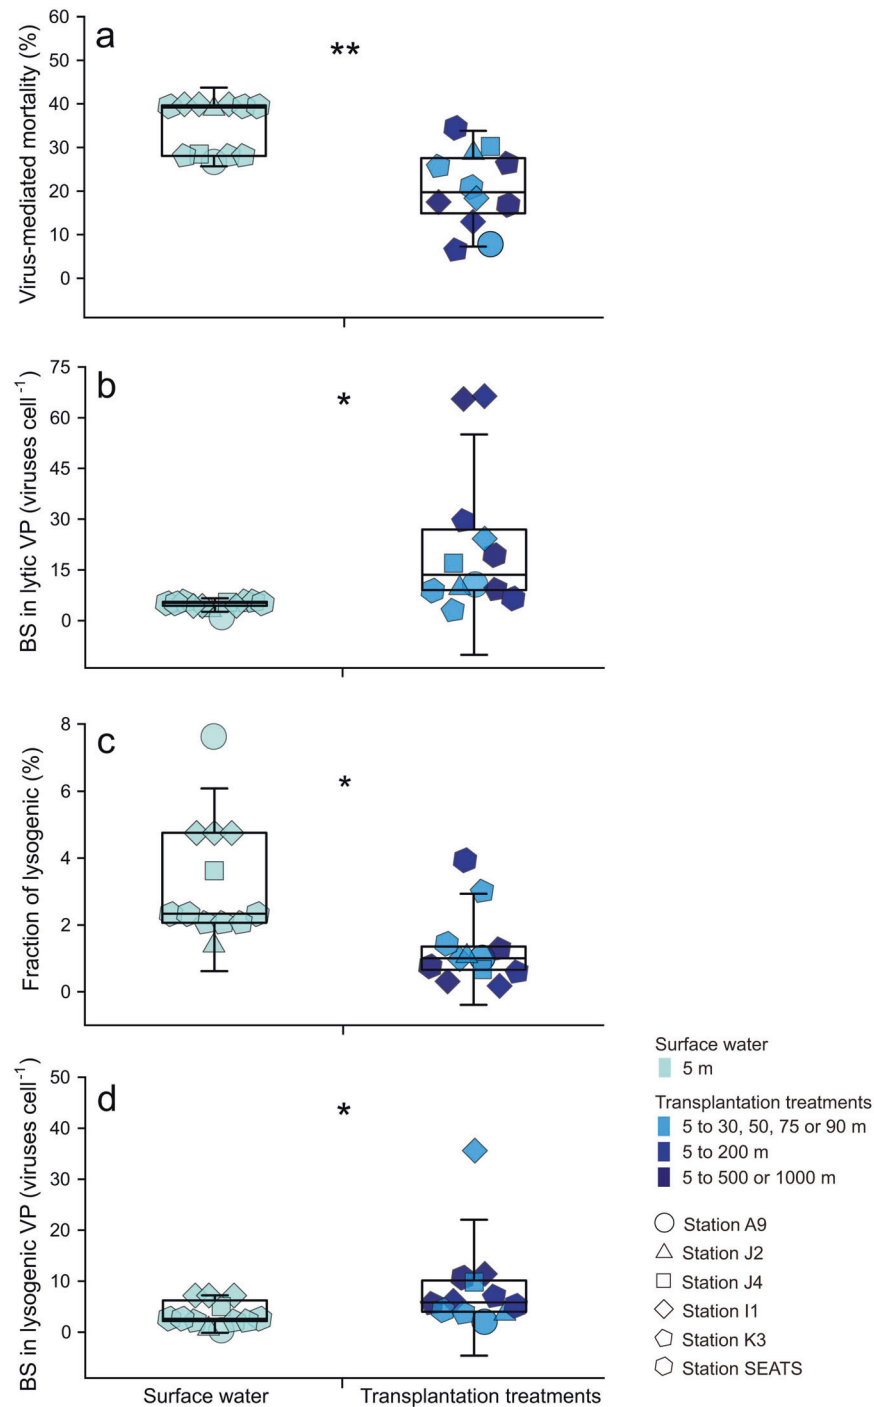 a
**
Virus-mediated mortality (%)
60
50
40
30
20
10
0
b
*
BS in lytic VP (viruses cell⁻¹)
75
60
45
30
15
0
c
*
Fraction of lysogenic (%)
8
6
4
2
0
d
*
BS in lysogenic VP (viruses cell⁻¹)
50
40
30
20
10
0
Surface water
Transplantation treatments
Surface water
5 m
Transplantation treatments
5 to 30, 50, 75 or 90 m
5 to 200 m
5 to 500 or 1000 m
Station A9
Station J2
Station J4
Station I1
Station K3
Station SEATS